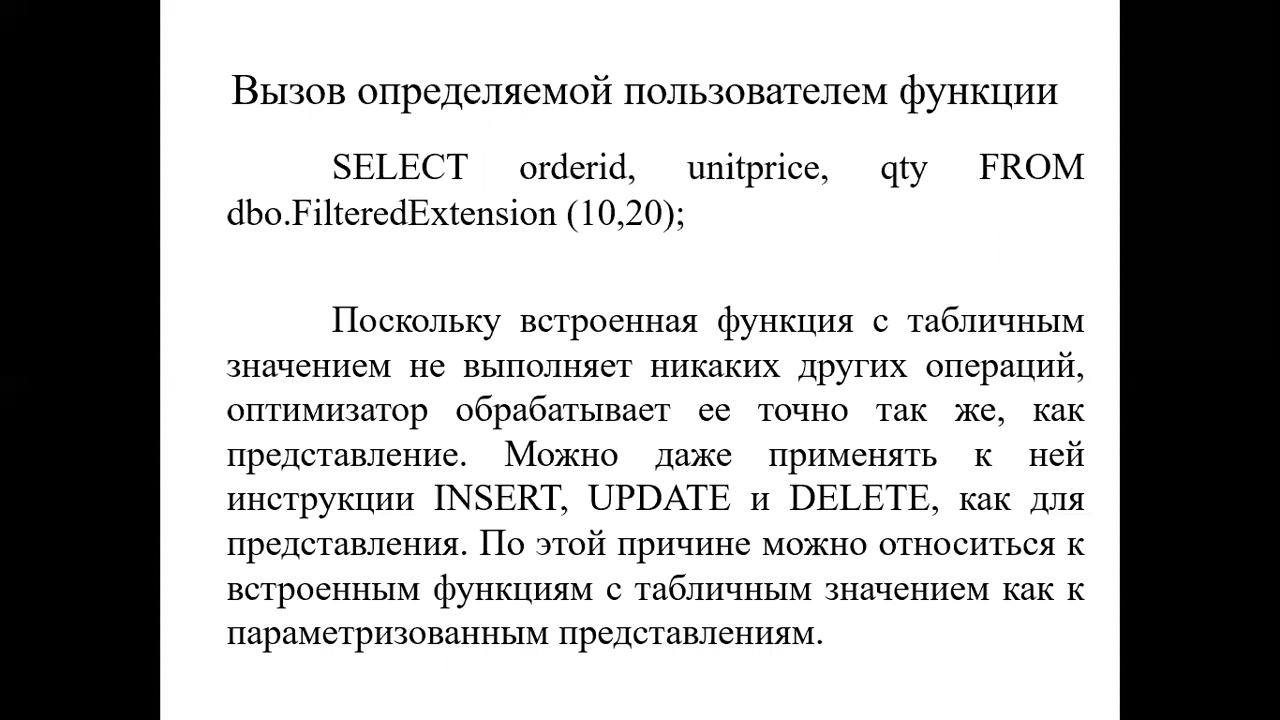 Вызов определяемой пользователем функции
SELECT orderid, unitprice, qty FROM
dbo.FilteredExtension (10,20);
Поскольку встроенная функция с табличным
значением не выполняет никаких других операций,
оптимизатор обрабатывает ее точно так же, как
представление. Можно даже применять к ней
инструкции INSERT, UPDATE и DELETE, как для
представления. По этой причине можно относиться к
встроенным функциям с табличным значением как к
параметризованным представлениям.